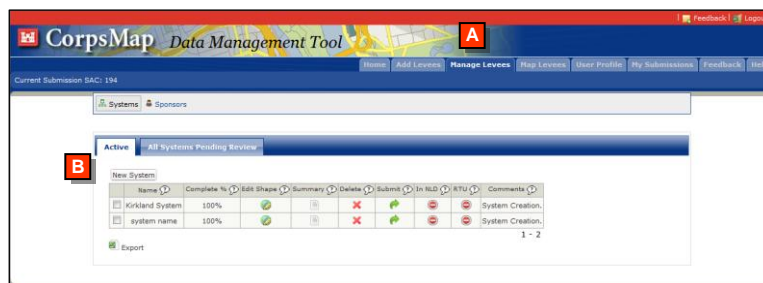 Feedback | Logou
CorpsMap Data Management Tool
A
Home Add Levees Manage Levees Map Levees User Profile My Submissions Feedback Hel
Current Submission SAC: 194
Systems Sponsors
Active All Systems Pending Review
B
New System
Name Complete % Edit Shape Summary Delete Submit In NLD RTU Comments
Kirkland System 100% System Creation.
system name 100% System Creation.
1 - 2
Export